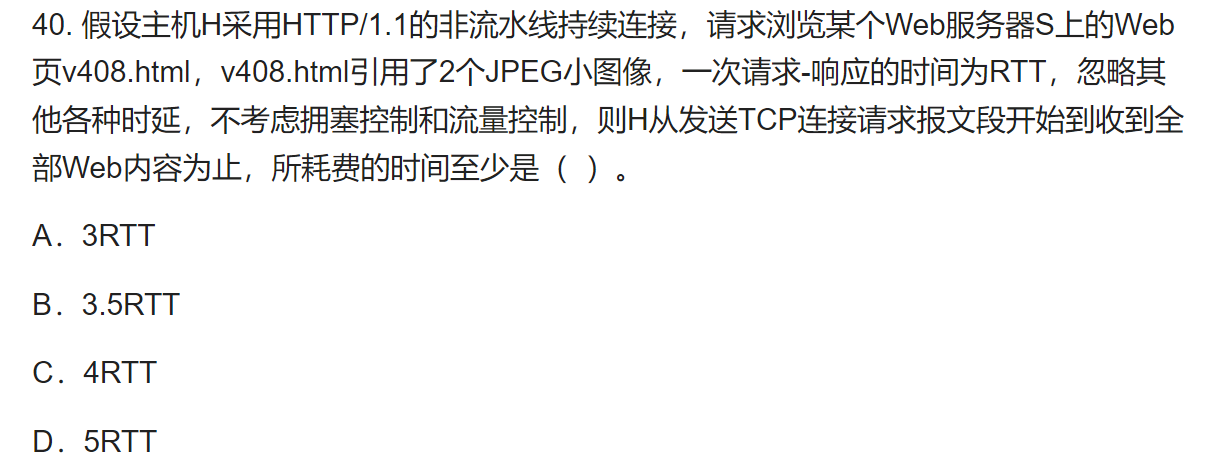 40. 假设主机H采用HTTP/1.1的非流水线持续连接，请求浏览某个Web服务器S上的Web
页v408.html，v408.html引用了2个JPEG小图像，一次请求-响应的时间为RTT，忽略其
他各种时延，不考虑拥塞控制和流量控制，则H从发送TCP连接请求报文段开始到收到全
部Web内容为止，所耗费的时间至少是（ ）。
A．3RTT
B．3.5RTT
C．4RTT
D．5RTT